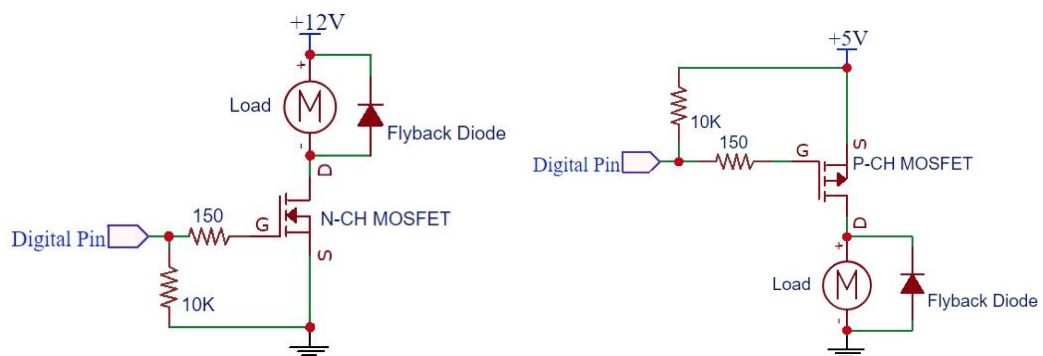 +12V
+
Load
M
Flyback Diode
-
D
150
G
N-CH MOSFET
Digital Pin
S
10K
+5V
10K
S
150
G
P-CH MOSFET
Digital Pin
D
+
Load
M
Flyback Diode
-